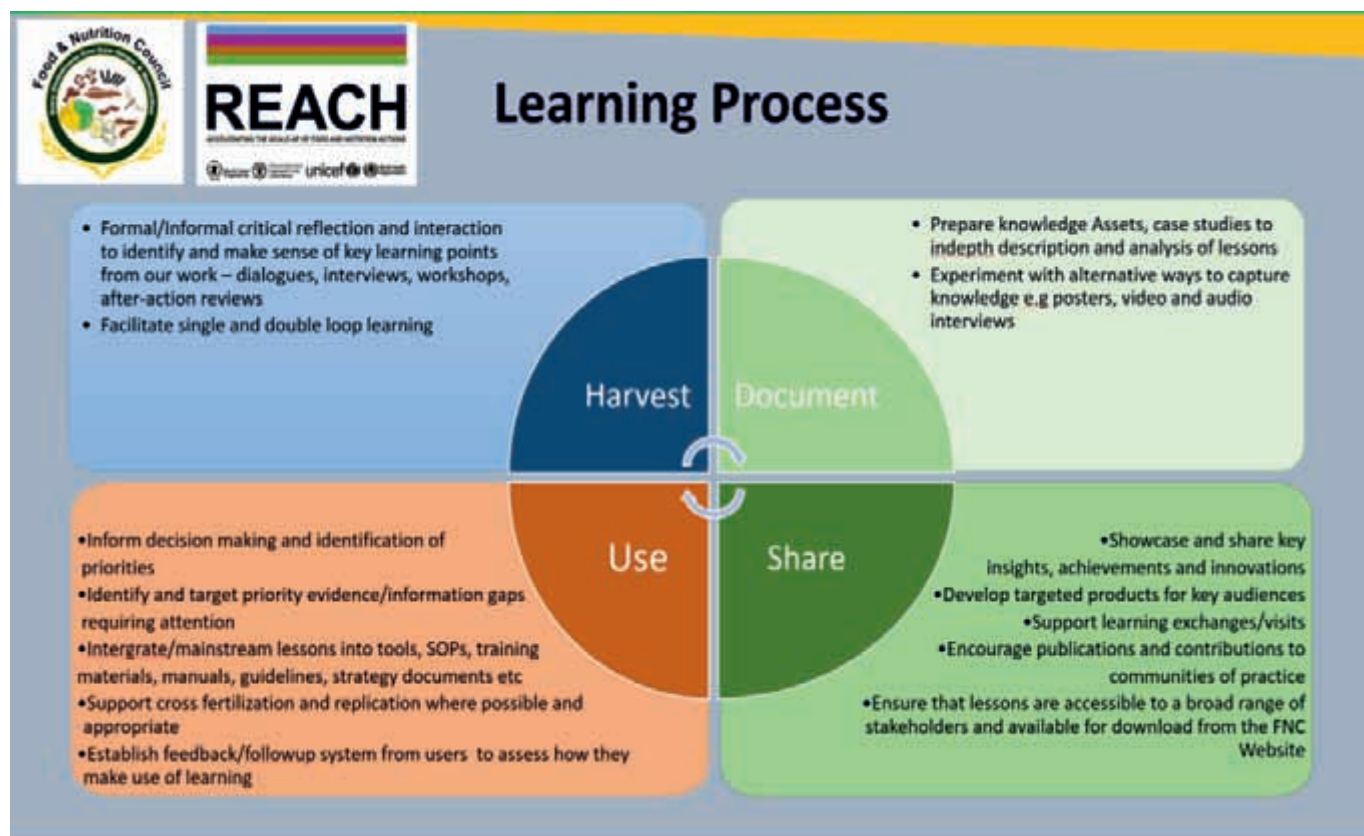 Food & Nutrition Council
REACH
Learning Process
• Formal/Informal critical reflection and interaction
to identify and make sense of key learning points
from our work – dialogues, interviews, workshops,
after-action reviews
• Facilitate single and double loop learning
• Prepare knowledge Assets, case studies to
indepth description and analysis of lessons
• Experiment with alternative ways to capture
knowledge e.g posters, video and audio
interviews
Harvest
Document
Use
Share
•Inform decision making and identification of
priorities
•Identify and target priority evidence/information gaps
requiring attention
•Intergrate/mainstream lessons into tools, SOPs, training
materials, manuals, guidelines, strategy documents etc
•Support cross fertilization and replication where possible and
appropriate
•Establish feedback/followup system from users to assess how they
make use of learning
•Showcase and share key
insights, achievements and innovations
•Develop targeted products for key audiences
•Support learning exchanges/visits
•Encourage publications and contributions to
communities of practice
•Ensure that lessons are accessible to a broad range of
stakeholders and available for download from the FNC
Website
unicef